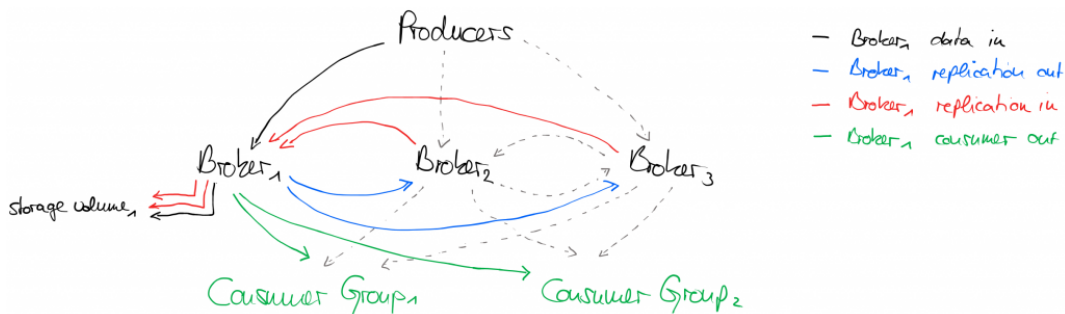 Producers
Broker₁ data in
Broker₁ replication out
Broker₁ replication in
Broker₁ consumer out
Broker₁ Broker₂ Broker₃
storage volume₁
Consumer Group₁ Consumer Group₂